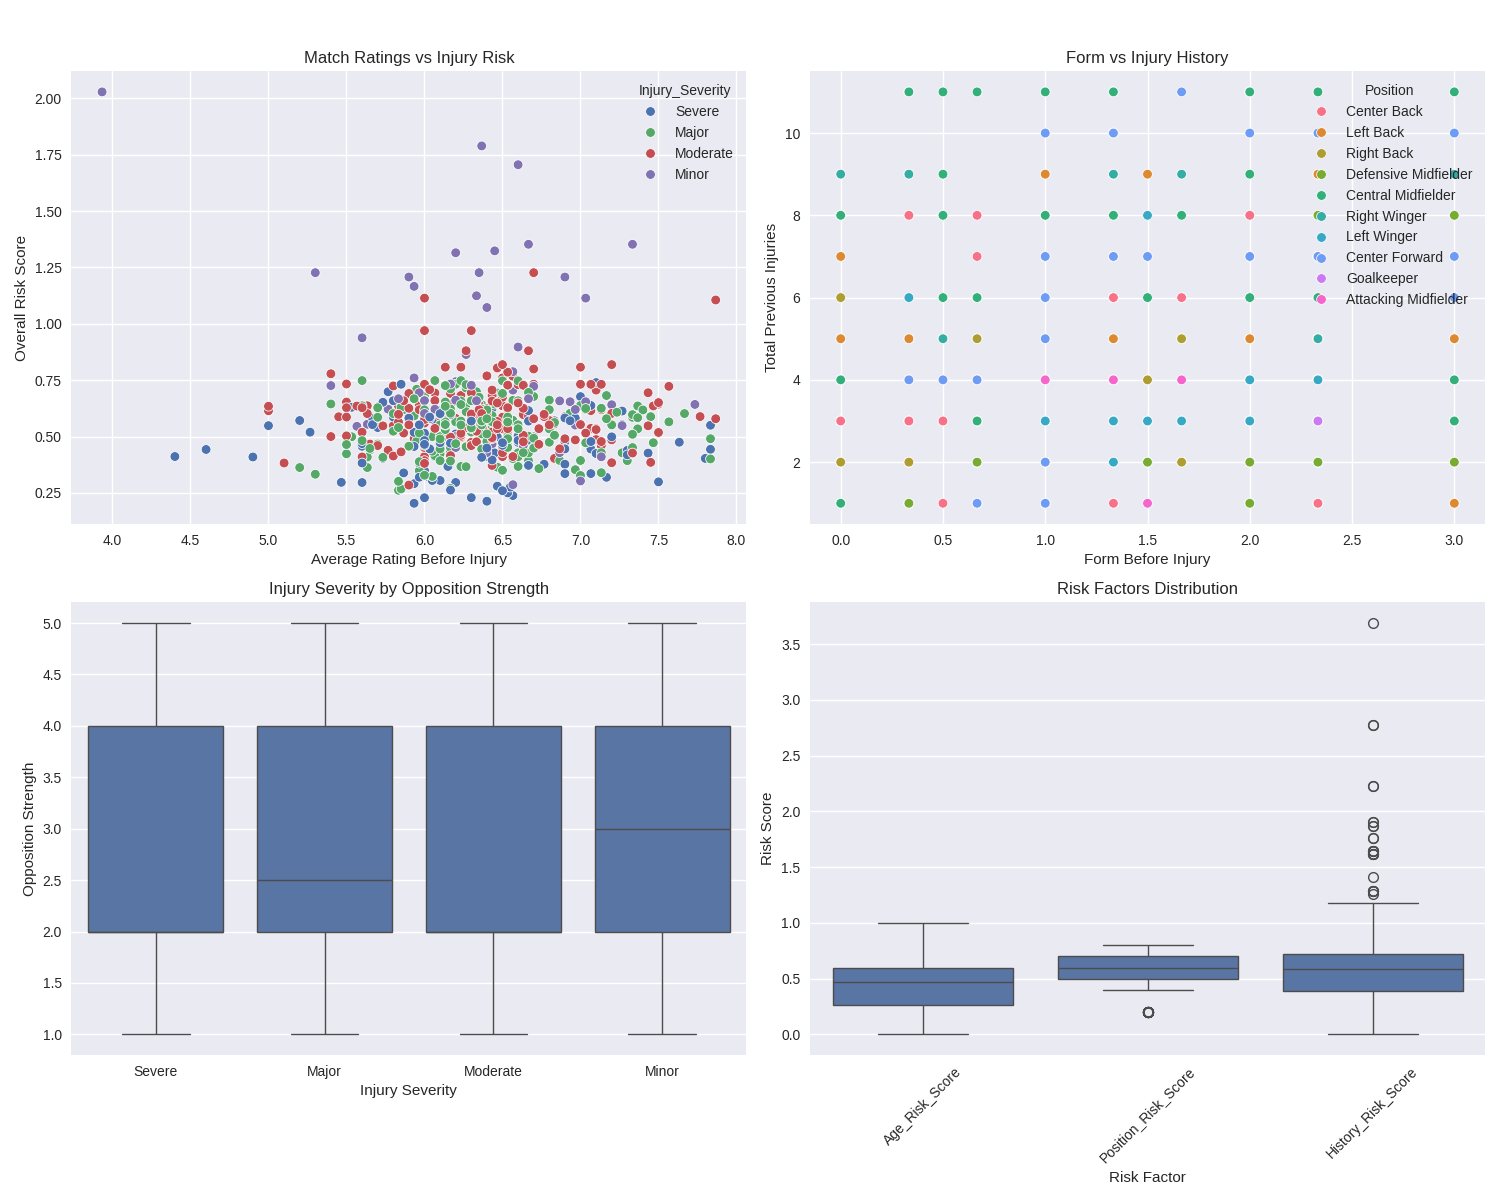 Match Ratings vs Injury Risk
Overall Risk Score
2.00
1.75
1.50
1.25
1.00
0.75
0.50
0.25
Injury_Severity
Severe
Major
Moderate
Minor
4.0 4.5 5.0 5.5 6.0 6.5 7.0 7.5 8.0
Average Rating Before Injury
Form vs Injury History
Total Previous Injuries
10
8
6
4
2
Position
Center Back
Left Back
Right Back
Defensive Midfielder
Central Midfielder
Right Winger
Left Winger
Center Forward
Goalkeeper
Attacking Midfielder
0.0 0.5 1.0 1.5 2.0 2.5 3.0
Form Before Injury
Injury Severity by Opposition Strength
Opposition Strength
5.0
4.5
4.0
3.5
3.0
2.5
2.0
1.5
1.0
Severe Major Moderate Minor
Injury Severity
Risk Factors Distribution
Risk Score
3.5
3.0
2.5
2.0
1.5
1.0
0.5
0.0
Age_Risk_Score Position_Risk_Score History_Risk_Score
Risk Factor